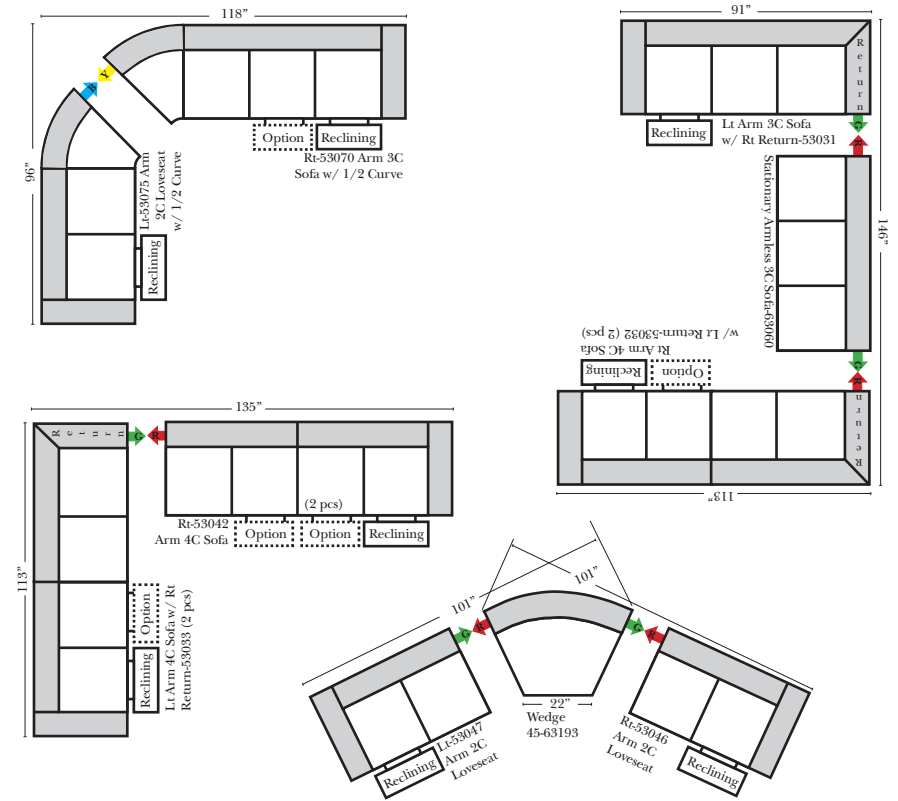 118”
96”
B
Y
Option
Reclining
Rt-53070 Arm 3C
Sofa w/ 1/2 Curve
Lt-53075 Arm
2C Loveseat
w/ 1/2 Curve
Reclining
91”
Return
Reclining
Lt Arm 3C Sofa
w/ Rt Return-53031
G
R
Stationary Armless 3C Sofa-63060
146”
G
R
Rt Arm 4C Sofa
w/ Lt Return-53032 (2 pcs)
Reclining
Option
Return
113”
135”
Return
G
R
113”
(2 pcs)
Rt-53042
Arm 4C Sofa
Option
Option
Reclining
Option
Reclining
Lt Arm 4C Sofa w/ Rt
Return-53033 (2 pcs)
101”
101”
G
R
G
R
22”
Wedge
45-63193
Lt-53047
Arm 2C
Loveseat
Reclining
Rt-53046
Arm 2C
Loveseat
Reclining